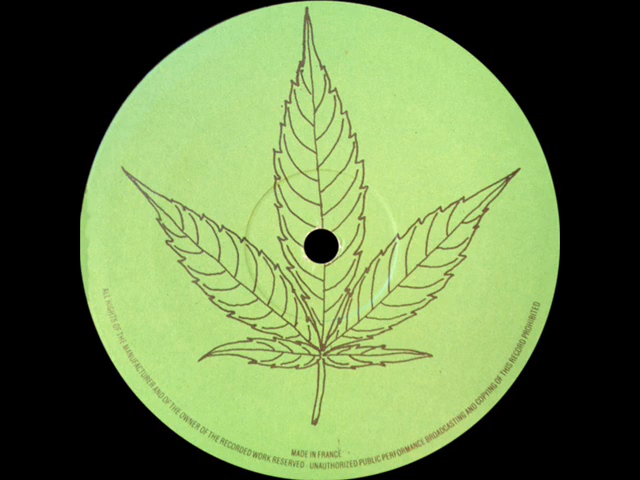 MADE IN FRANCE
ALL RIGHTS OF THE MANUFACTURER AND OF THE OWNER OF THE RECORDED WORK RESERVED - UNAUTHORIZED PUBLIC PERFORMANCE BROADCASTING AND COPYING OF THIS RECORD PROHIBITED